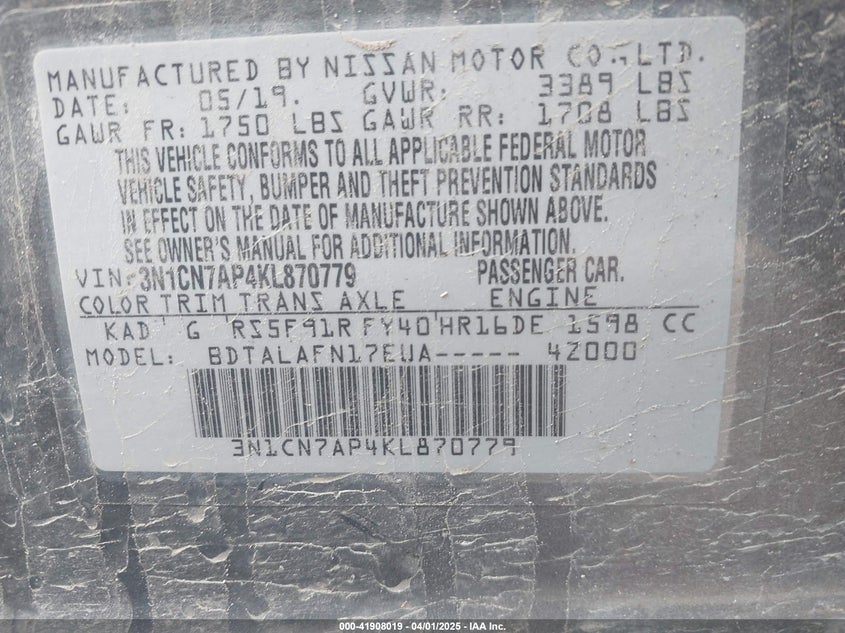 MANUFACTURED BY NISSAN MOTOR CO., LTD.
DATE: 05/19. GVWR: 3389 LBS
GAWR FR: 1750 LBS GAWR RR: 1708 LBS
THIS VEHICLE CONFORMS TO ALL APPLICABLE FEDERAL MOTOR
VEHICLE SAFETY, BUMPER AND THEFT PREVENTION STANDARDS
IN EFFECT ON THE DATE OF MANUFACTURE SHOWN ABOVE.
SEE OWNER'S MANUAL FOR ADDITIONAL INFORMATION.
VIN: 3N1CN7AP4KL870779 PASSENGER CAR.
COLOR TRIM TRANS AXLE ENGINE
KAD G RS5F91R FY40 HR16DE 1598 CC
MODEL: BDTALAFN17EUA----- 42000
3N1CN7AP4KL870779
000-41908019 - 04/01/2025 - IAA Inc.